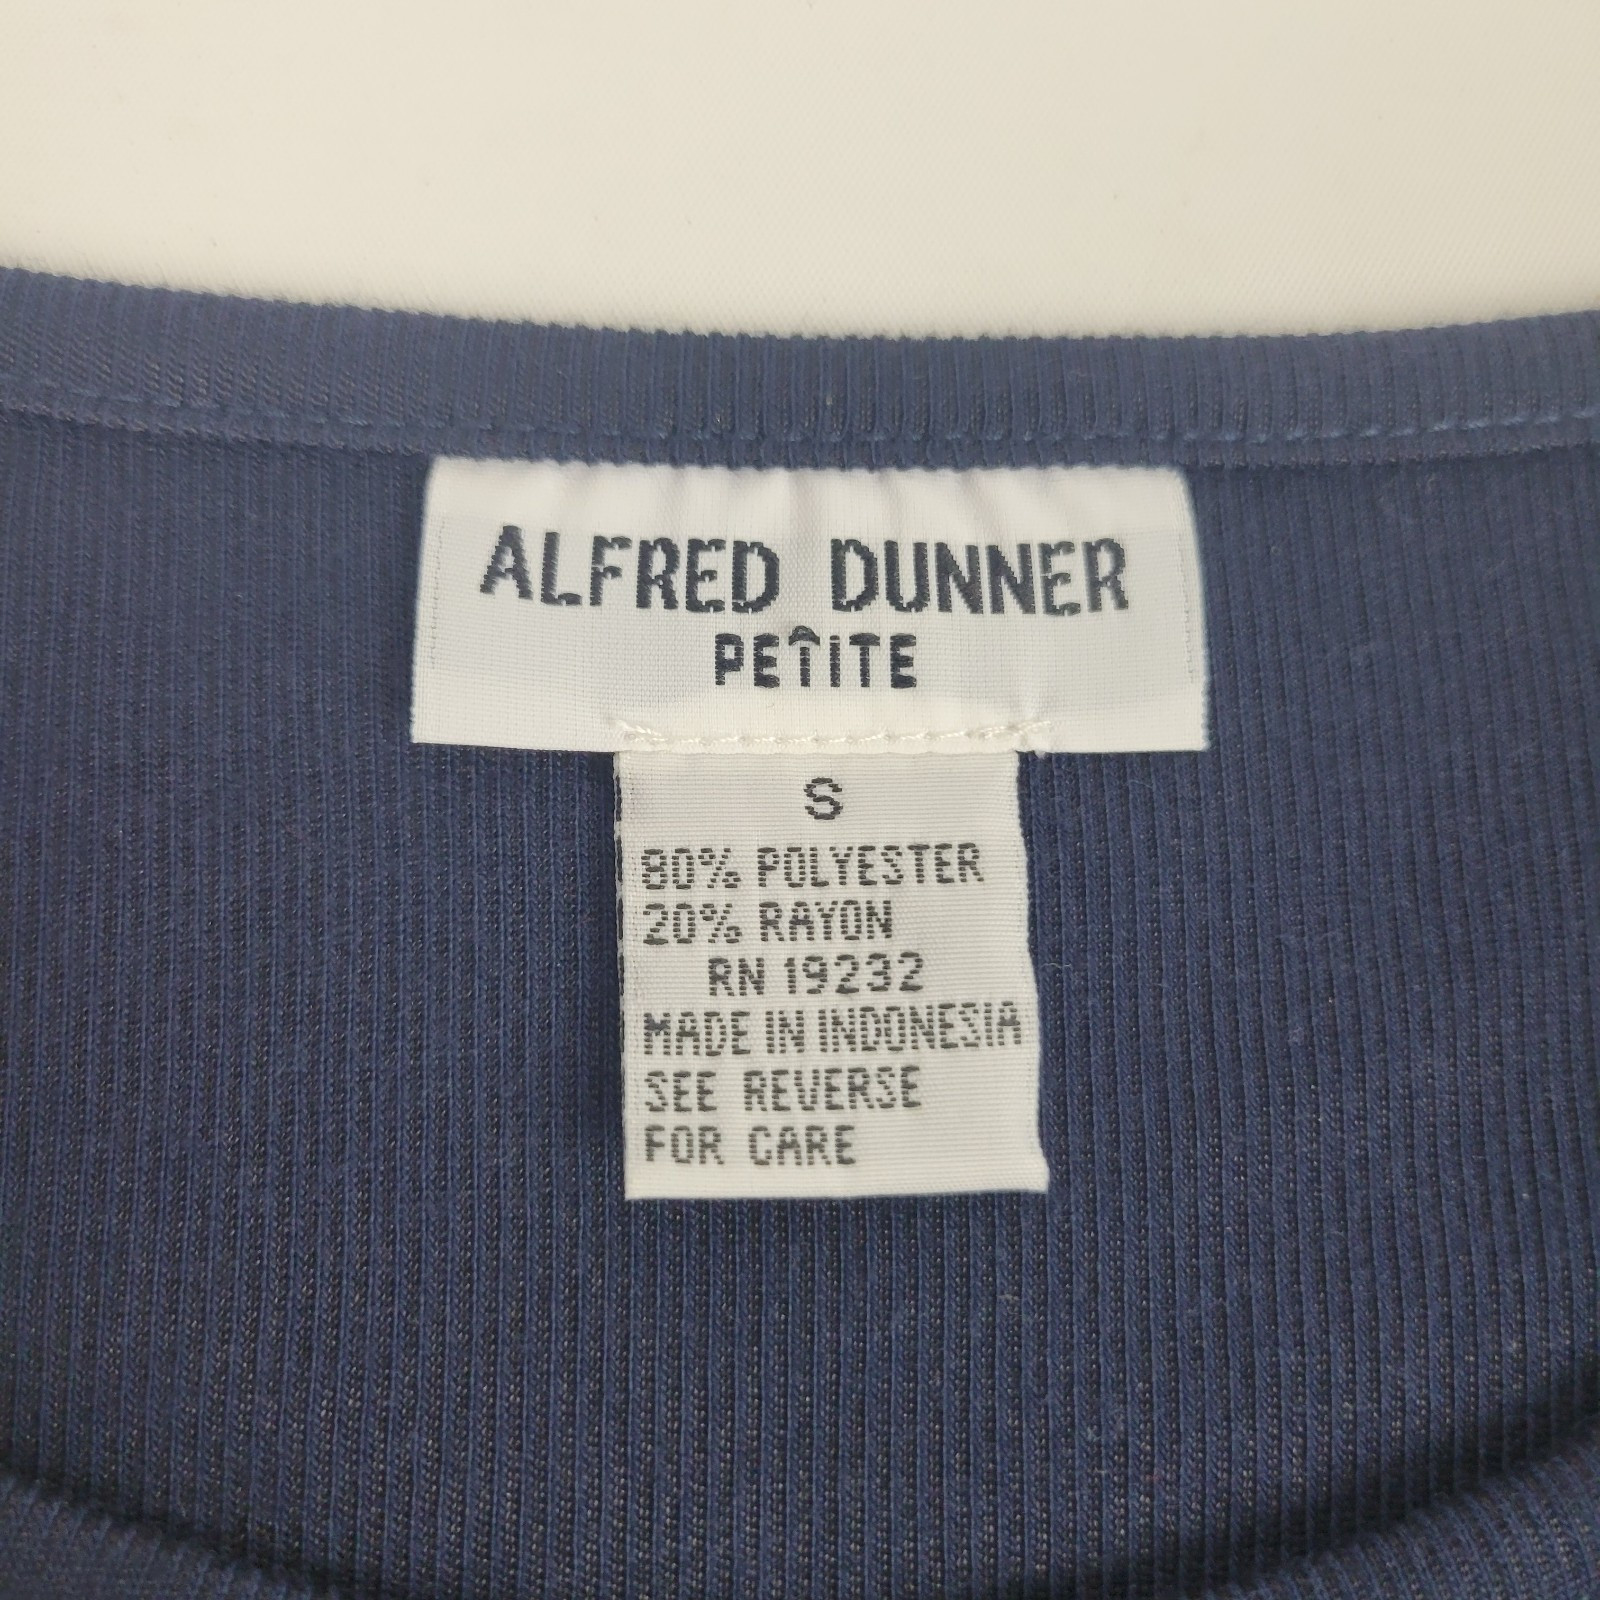 ALFRED DUNNER
PETITE
S
80% POLYESTER
20% RAYON
RN 19232
MADE IN INDONESIA
SEE REVERSE
FOR CARE